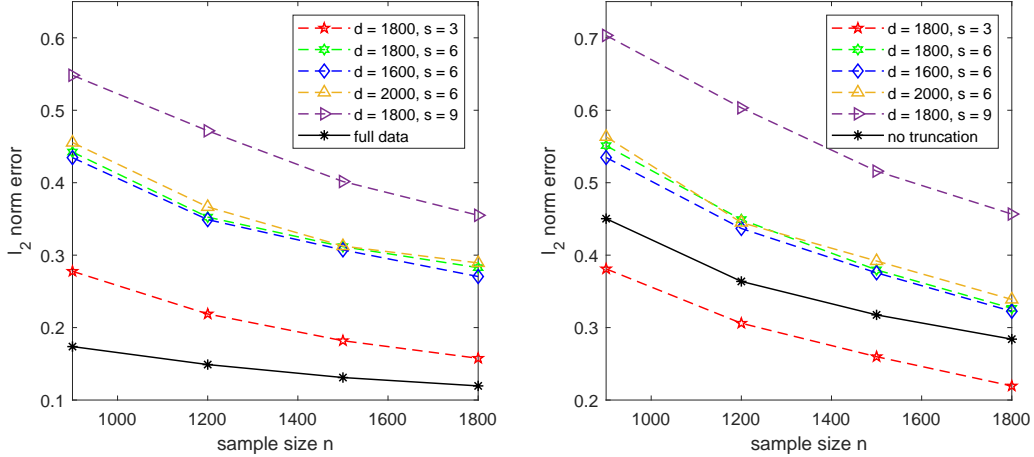 0.6
0.5
0.4
0.3
0.2
0.1
l2 norm error
1000
1200
1400
1600
1800
sample size n
d = 1800, s = 3
d = 1800, s = 6
d = 1600, s = 6
d = 2000, s = 6
d = 1800, s = 9
full data
0.7
0.6
0.5
0.4
0.3
0.2
l2 norm error
1000
1200
1400
1600
1800
sample size n
d = 1800, s = 3
d = 1800, s = 6
d = 1600, s = 6
d = 2000, s = 6
d = 1800, s = 9
no truncation